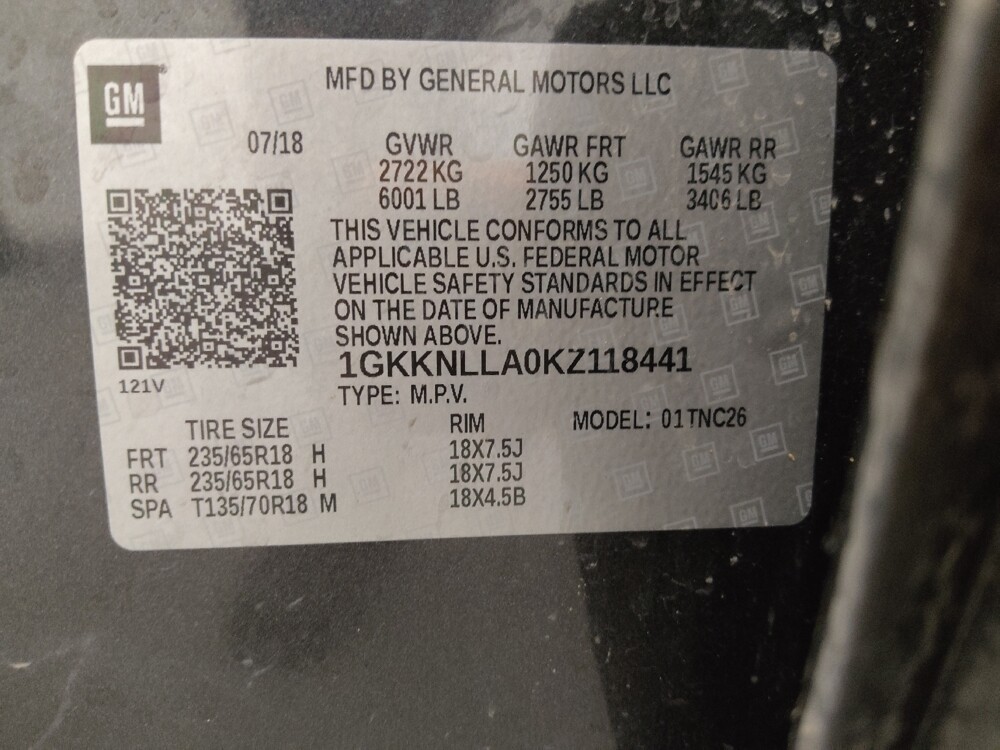 GM
MFD BY GENERAL MOTORS LLC
07/18 GVWR GAWR FRT GAWR RR
2722 KG 1250 KG 1545 KG
6001 LB 2755 LB 3406 LB
THIS VEHICLE CONFORMS TO ALL
APPLICABLE U.S. FEDERAL MOTOR
VEHICLE SAFETY STANDARDS IN EFFECT
ON THE DATE OF MANUFACTURE
SHOWN ABOVE.
1GKKNLLA0KZ118441
121V
TYPE: M.P.V.
TIRE SIZE RIM MODEL: 01TNC26
FRT 235/65R18 H 18X7.5J
RR 235/65R18 H 18X7.5J
SPA T135/70R18 M 18X4.5B